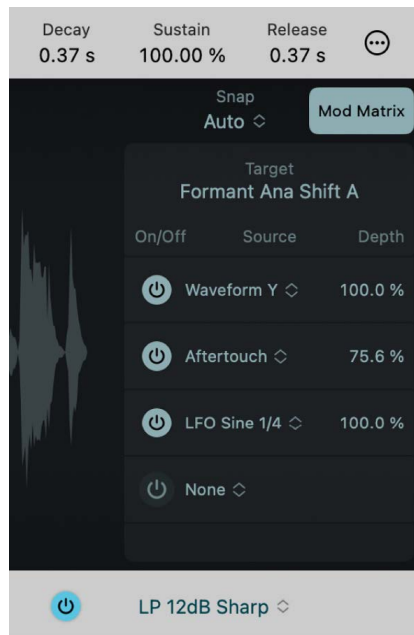 Decay Sustain Release
0.37 s 100.00 % 0.37 s
Snap
Auto
Mod Matrix
Target
Formant Ana Shift A
On/Off Source Depth
Waveform Y 100.0 %
Aftertouch 75.6 %
LFO Sine 1/4 100.0 %
None
LP 12dB Sharp